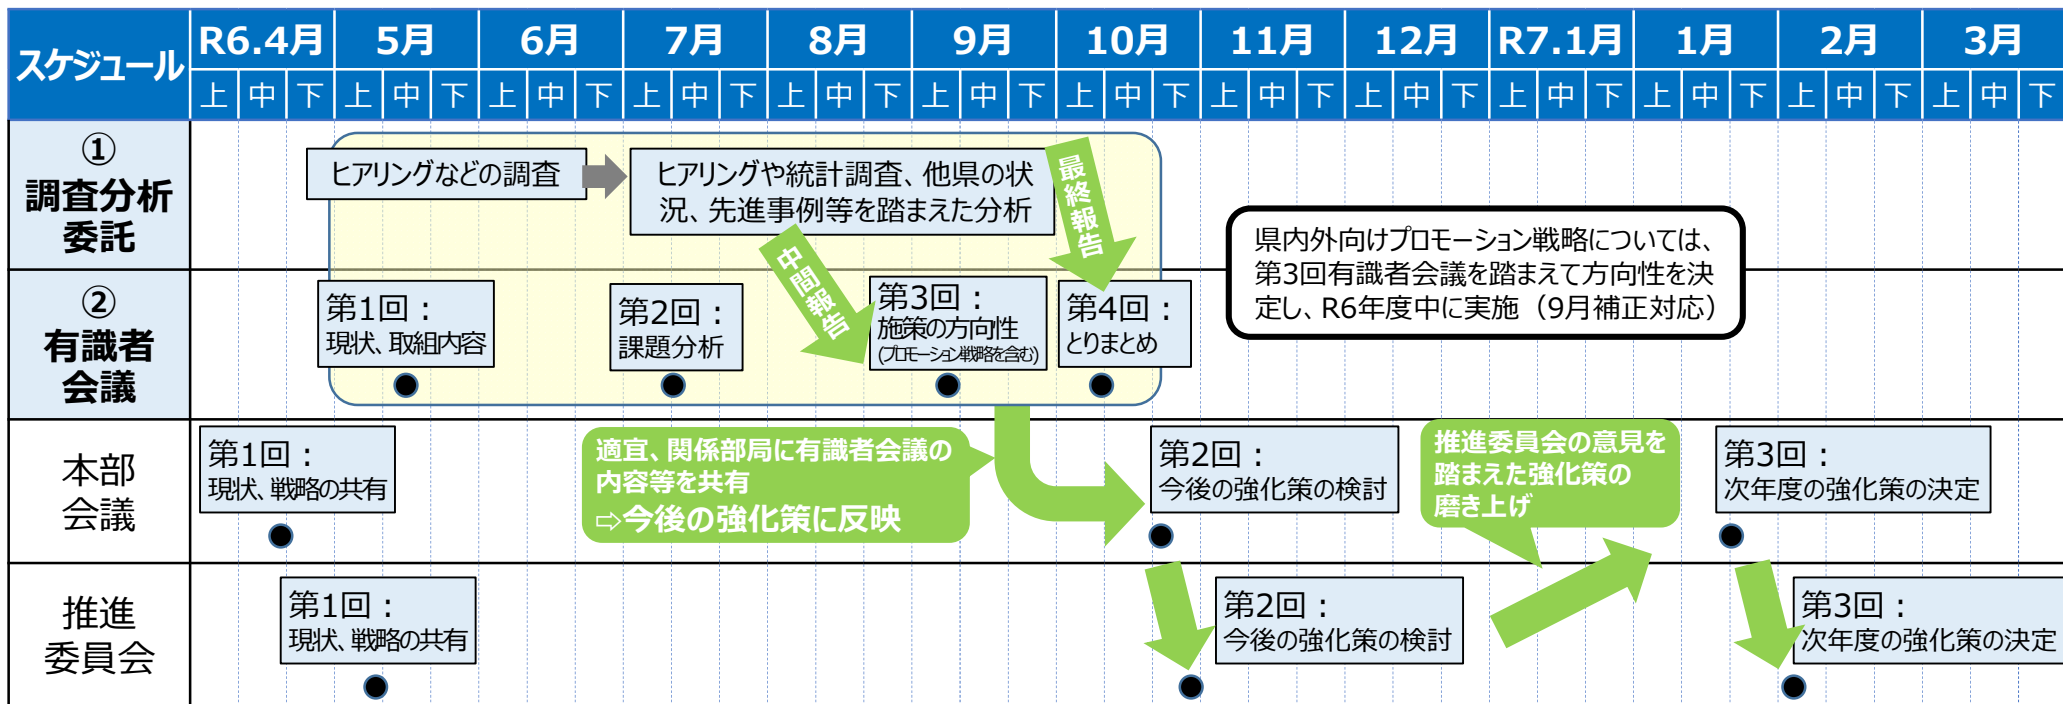 スケジュール
R6.4月 5月 6月 7月 8月 9月 10月 11月 12月 R7.1月 1月 2月 3月
上 中 下 上 中 下 上 中 下 上 中 下 上 中 下 上 中 下 上 中 下 上 中 下 上 中 下 上 中 下 上 中 下 上 中 下 上 中 下
①
調査分析
委託
ヒアリングなどの調査
ヒアリングや統計調査、他県の状
況、先進事例等を踏まえた分析
中間報告
最終報告
県内外向けプロモーション戦略については、
第3回有識者会議を踏まえて方向性を決
定し、R6年度中に実施（9月補正対応）
②
有識者
会議
第1回：
現状、取組内容
第2回：
課題分析
第3回：
施策の方向性
(プロモーション戦略を含む)
第4回：
とりまとめ
本部
会議
第1回：
現状、戦略の共有
適宜、関係部局に有識者会議の
内容等を共有
⇨今後の強化策に反映
第2回：
今後の強化策の検討
推進委員会の意見を
踏まえた強化策の
磨き上げ
第3回：
次年度の強化策の決定
推進
委員会
第1回：
現状、戦略の共有
第2回：
今後の強化策の検討
第3回：
次年度の強化策の決定